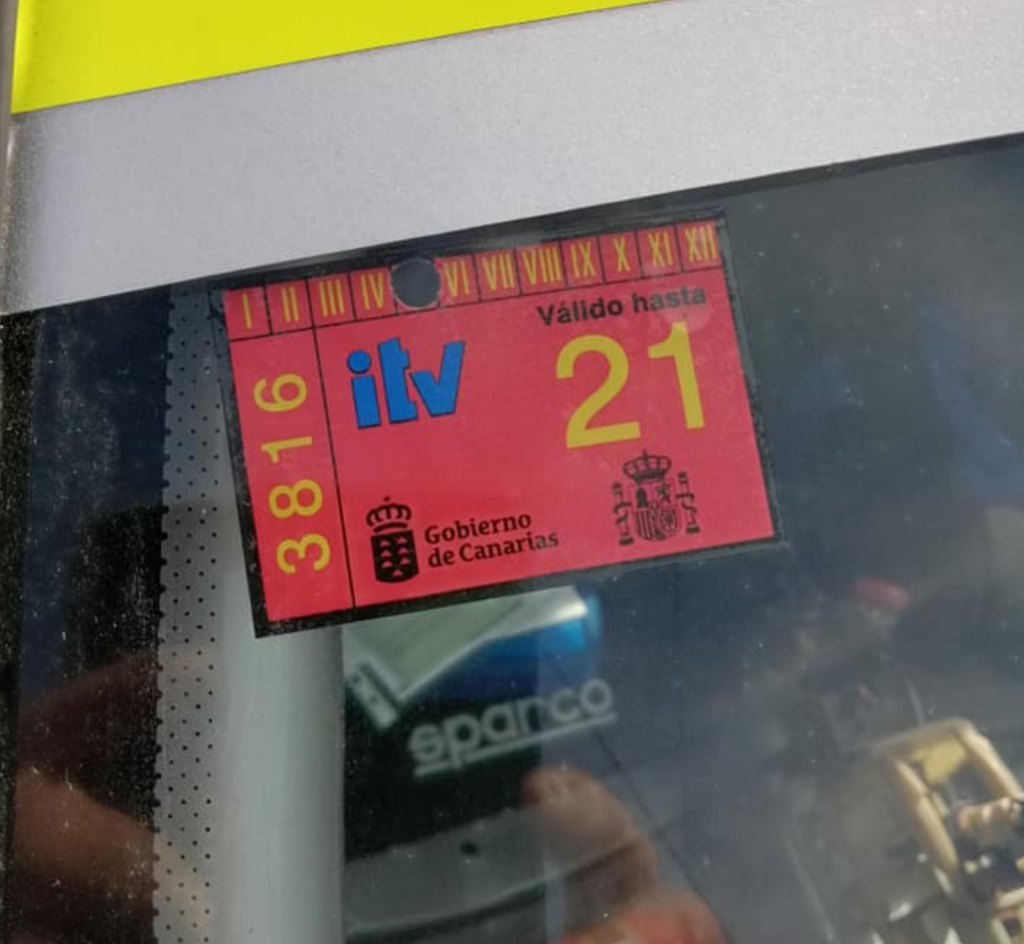 I II III IV VI VII VIII IX X XI XII
3816
itv
Válido hasta
21
Gobierno
de Canarias
sparco